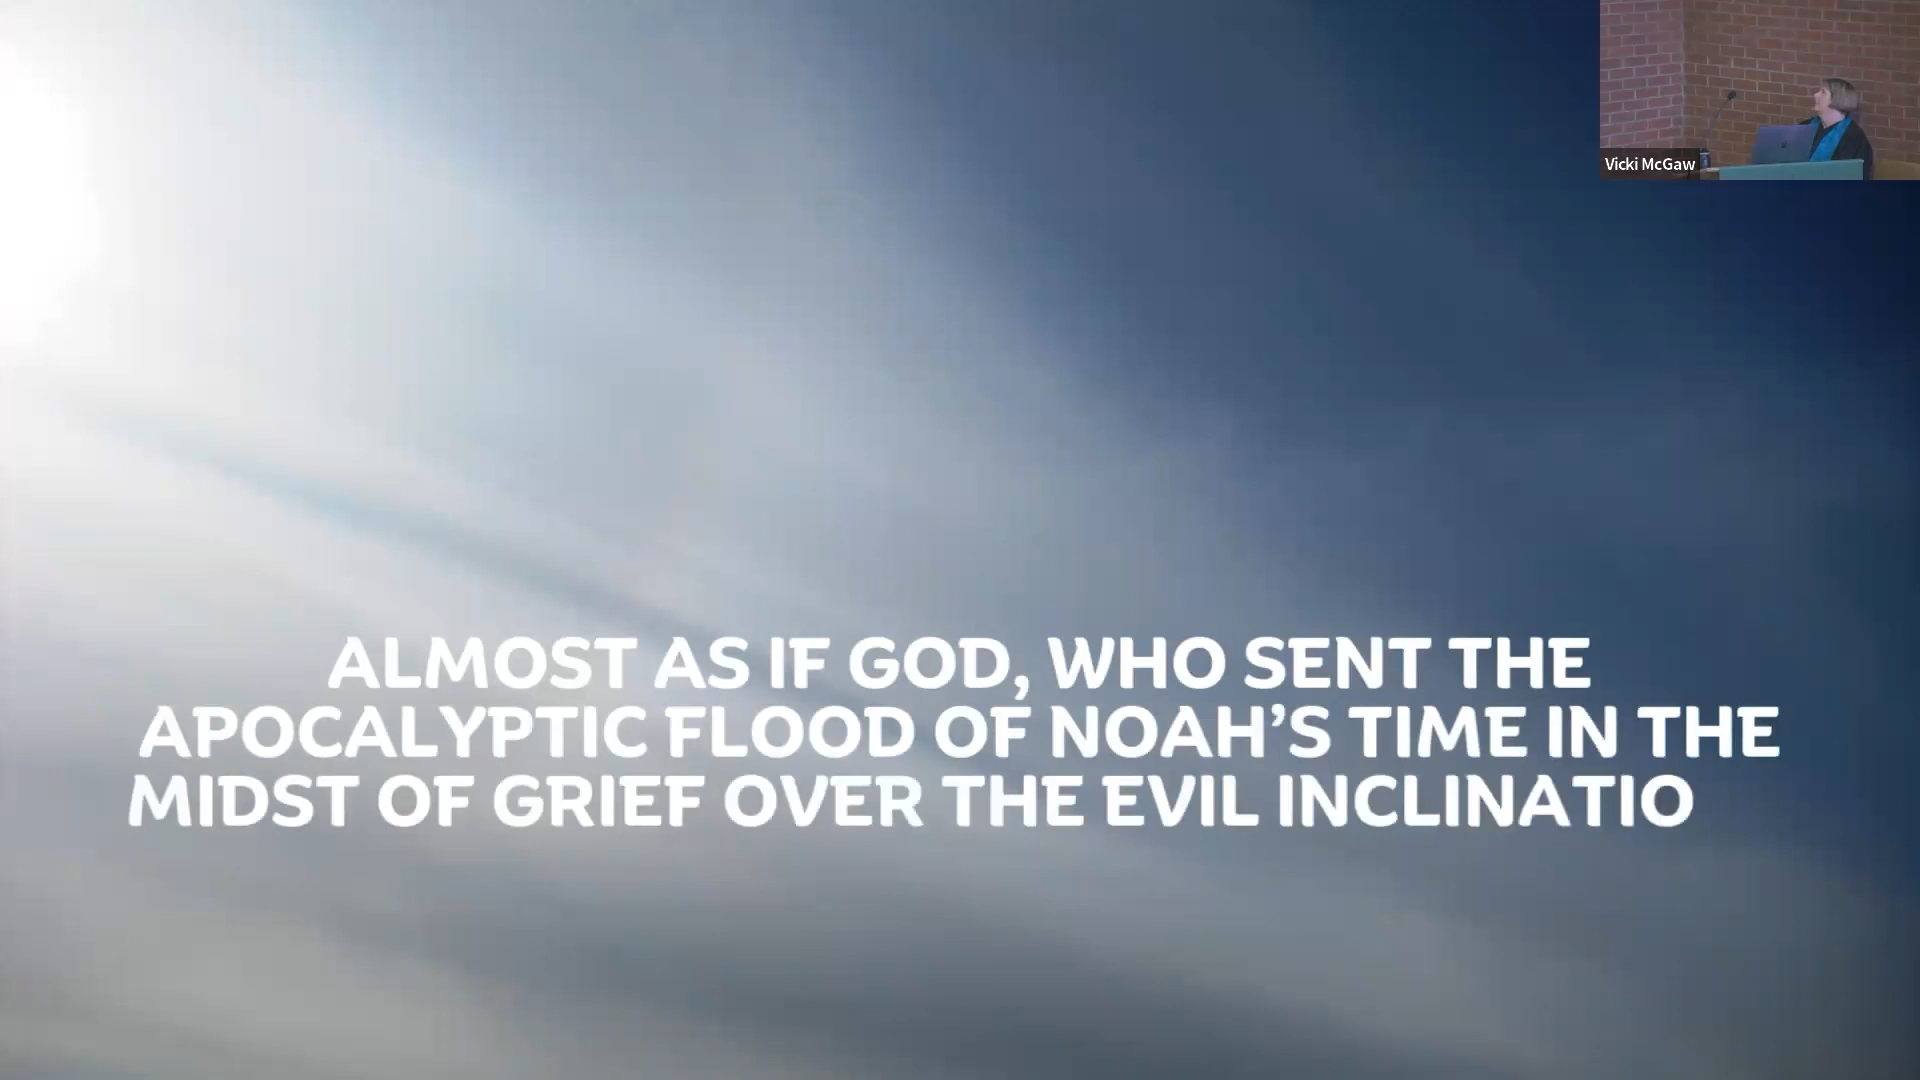 Vicki McGaw
ALMOST AS IF GOD, WHO SENT THE
APOCALYPTIC FLOOD OF NOAH’S TIME IN THE
MIDST OF GRIEF OVER THE EVIL INCLINATIO